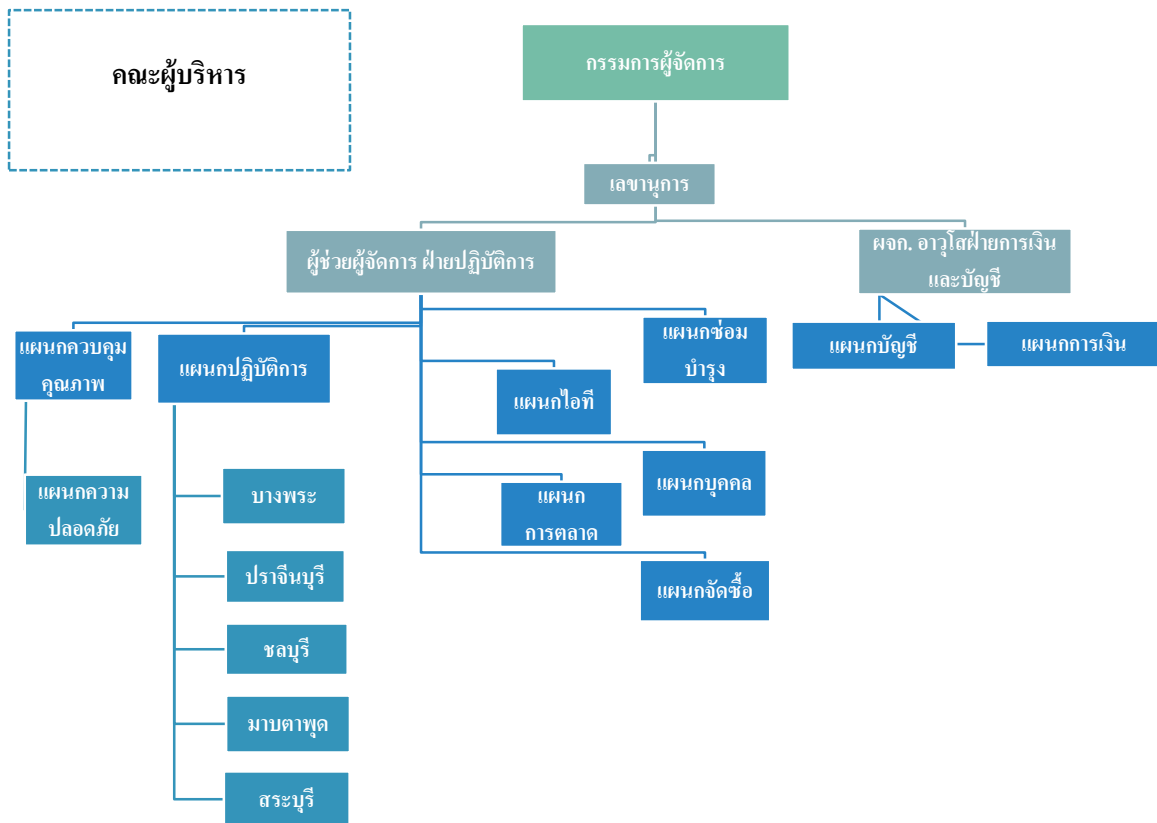 คณะผู้บริหาร
กรรมการผู้จัดการ
เลขานุการ
ผู้ช่วยผู้จัดการ ฝ่ายปฏิบัติการ
ผจก. อาวุโสฝ่ายการเงิน
และบัญชี
แผนกควบคุม
คุณภาพ
แผนกปฏิบัติการ
แผนกซ่อม
บำรุง
แผนกบัญชี
แผนกการเงิน
แผนกไอที
แผนกความ
ปลอดภัย
บางพระ
แผนก
การตลาด
แผนกบุคคล
ปราจีนบุรี
แผนกจัดซื้อ
ชลบุรี
มาบตาพุด
สระบุรี